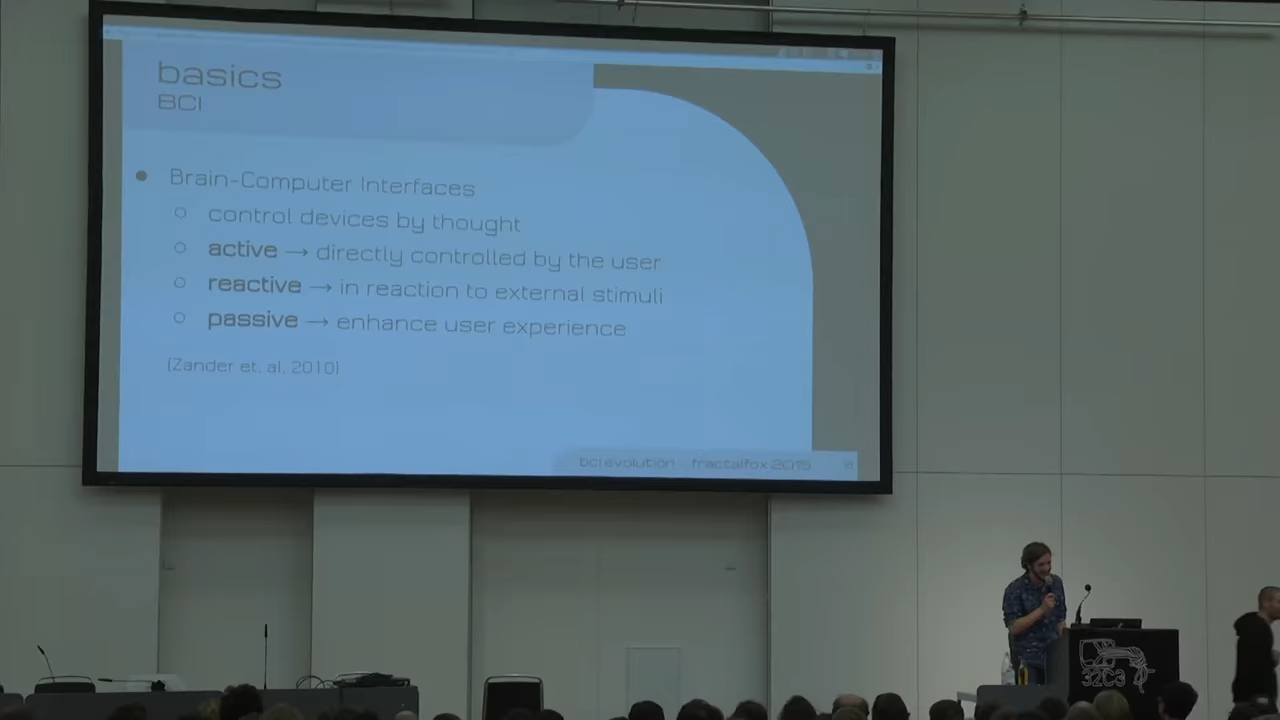 basics
BCI
Brain-Computer Interfaces
control devices by thought
active → directly controlled by the user
reactive → in reaction to external stimuli
passive → enhance user experience
(Zander et. al, 2010)
bci evolution - fractalfox 2015
32C3